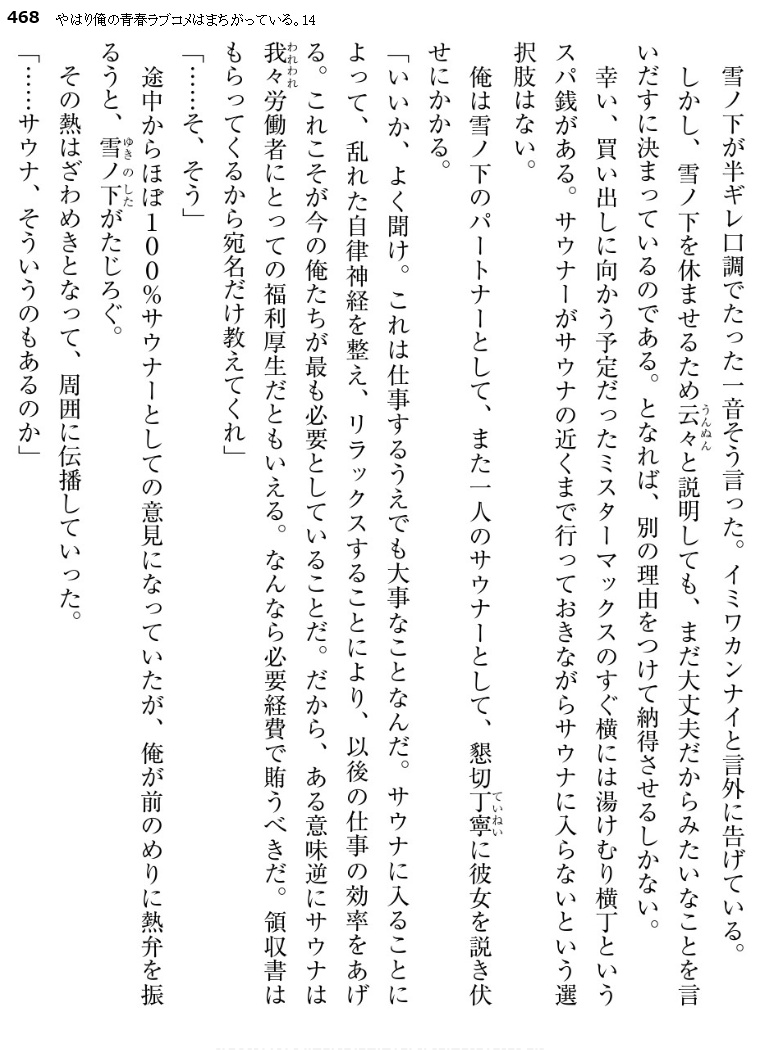 468 やはり俺の青春ラブコメはまちがっている。14
雪ノ下が半ギレ口調でたった一音そう言った。イミワカンナイと言外に告げている。
しかし、雪ノ下を休ませるため云々と説明しても、まだ大丈夫だからみたいなことを言
うんぬん
いだすに決まっているのである。となれば、別の理由をつけて納得させるしかない。
幸い、買い出しに向かう予定だったミスターマックスのすぐ横には湯けむり横丁という
スパ銭がある。サウナーがサウナの近くまで行っておきながらサウナに入らないという選
択肢はない。
俺は雪ノ下のパートナーとして、また一人のサウナーとして、懇切丁寧に彼女を説き伏
ていねい
せにかかる。
「いいか、よく聞け。これは仕事するうえでも大事なことなんだ。サウナに入ることに
よって、乱れた自律神経を整え、リラックスすることにより、以後の仕事の効率をあげ
る。これこそが今の俺たちが最も必要としていることだ。だから、ある意味逆にサウナは
我々労働者にとっての福利厚生だともいえる。なんなら必要経費で賄うべきだ。領収書は
われわれ
もらってくるから宛名だけ教えてくれ」
「……そ、そう」
途中からほぼ100％サウナーとしての意見になっていたが、俺が前のめりに熱弁を振
るうと、雪ノ下がたじろぐ。
ゆきのした
その熱はざわめきとなって、周囲に伝播していった。
「……サウナ、そういうのもあるのか」